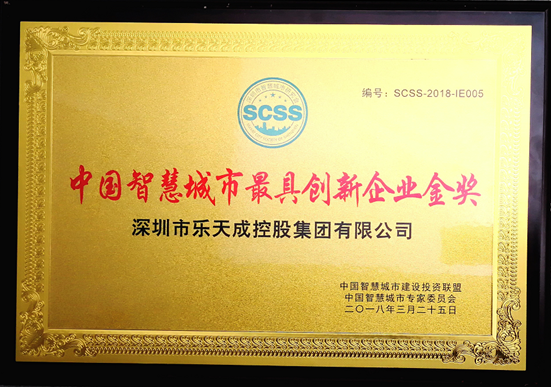 SCSS
编号：SCSS-2018-IE005
中国智慧城市最具创新企业金奖
深圳市乐天成控股集团有限公司
中国智慧城市建设投资联盟
中国智慧城市专家委员会
二〇一八年三月二十五日